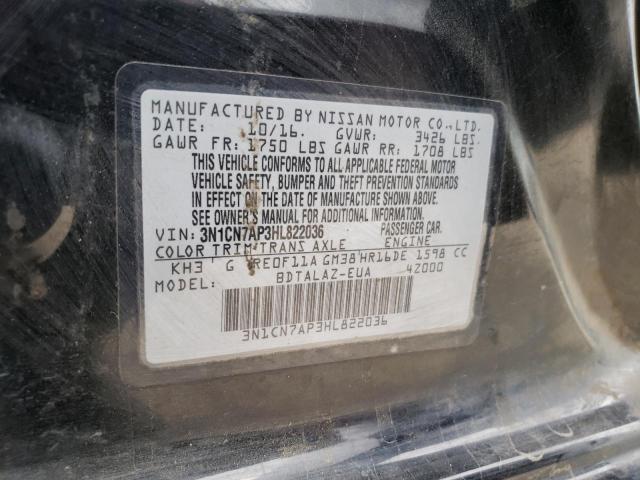 MANUFACTURED BY NISSAN MOTOR CO., LTD.
DATE: 10/16. GVWR: 3426 LBS.
GAWR FR: 1750 LBS GAWR RR: 1708 LBS
THIS VEHICLE CONFORMS TO ALL APPLICABLE FEDERAL MOTOR
VEHICLE SAFETY, BUMPER AND THEFT PREVENTION STANDARDS
IN EFFECT ON THE DATE OF MANUFACTURE SHOWN ABOVE.
SEE OWNER'S MANUAL FOR ADDITIONAL INFORMATION.
VIN: 3N1CN7AP3HL822036 PASSENGER CAR.
COLOR TRIM TRANS AXLE ENGINE
KH3 G RE0F11A GM38 HR16DE 1598 CC
MODEL: BDTALAZ-EUA 42000
3N1CN7AP3HL822036